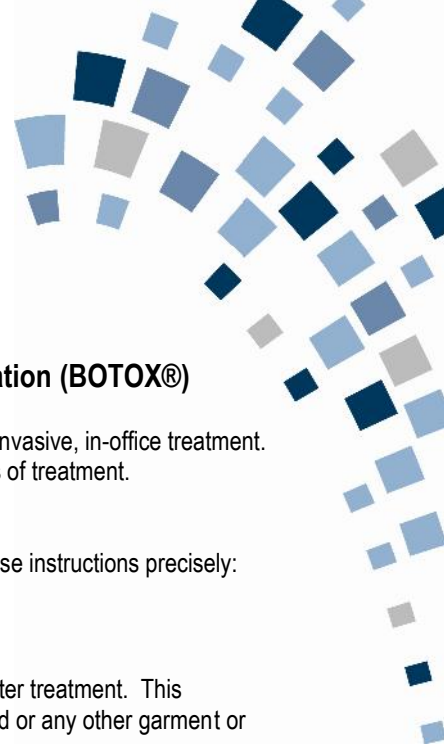 ation (BOTOX®)
nvasive, in-office treatment.
s of treatment.
se instructions precisely:
ter treatment. This
d or any other garment or